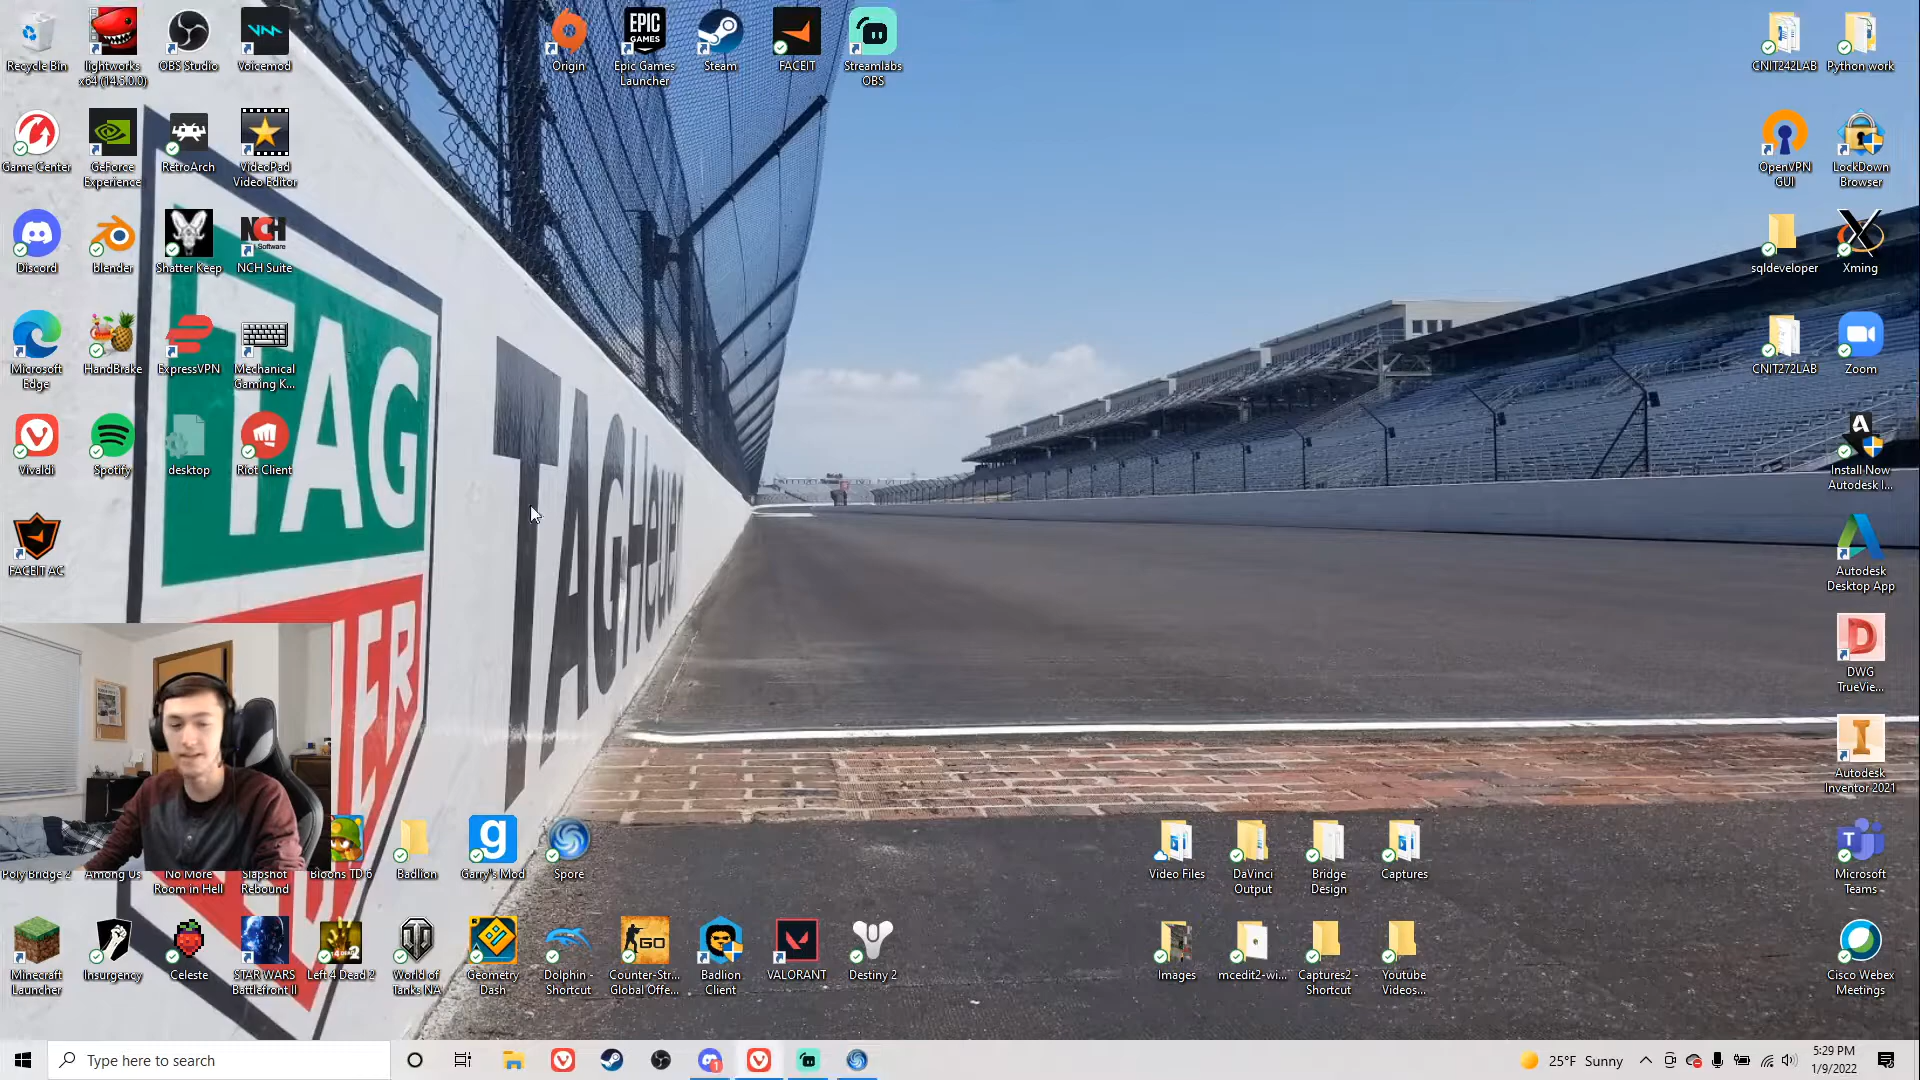 Recycle Bin
lightworks
x64 (14.5.0.0)
OBS Studio
Voicemod
Origin
EPIC
GAMES
Epic Games
Launcher
Steam
FACEIT
Streamlabs
OBS
CNIT242LAB
Python work
Game Center
GeForce
Experience
RetroArch
VideoPad
Video Editor
OpenVPN
GUI
LockDown
Browser
Discord
Blender
Shatter Keep
NCH
Software
NCH Suite
sqldeveloper
Xming
Microsoft
Edge
HandBrake
ExpressVPN
Mechanical
Gaming K...
CNIT272LAB
Zoom
Vivaldi
Spotify
desktop
Riot Client
Install Now
Autodesk I...
FACEIT AC
Autodesk
Desktop App
TAG
TAGHeuer
DWG
TrueVie...
Autodesk
Inventor 2021
Poly Bridge 2
Among Us
No More
Room in Hell
Slapshot
Rebound
Bloons TD 6
Badlion
Garry's Mod
Spore
Video Files
DaVinci
Output
Bridge
Design
Captures
Microsoft
Teams
Minecraft
Launcher
Insurgency
Celeste
STAR WARS
Battlefront II
Left 4 Dead 2
World of
Tanks NA
Geometry
Dash
Dolphin -
Shortcut
GO
Counter-Str...
Global Offe...
Badlion
Client
VALORANT
Destiny 2
Images
mcedit2-wi...
Captures2 -
Shortcut
Youtube
Videos...
Cisco Webex
Meetings
Type here to search
25°F Sunny
5:29 PM
1/9/2022